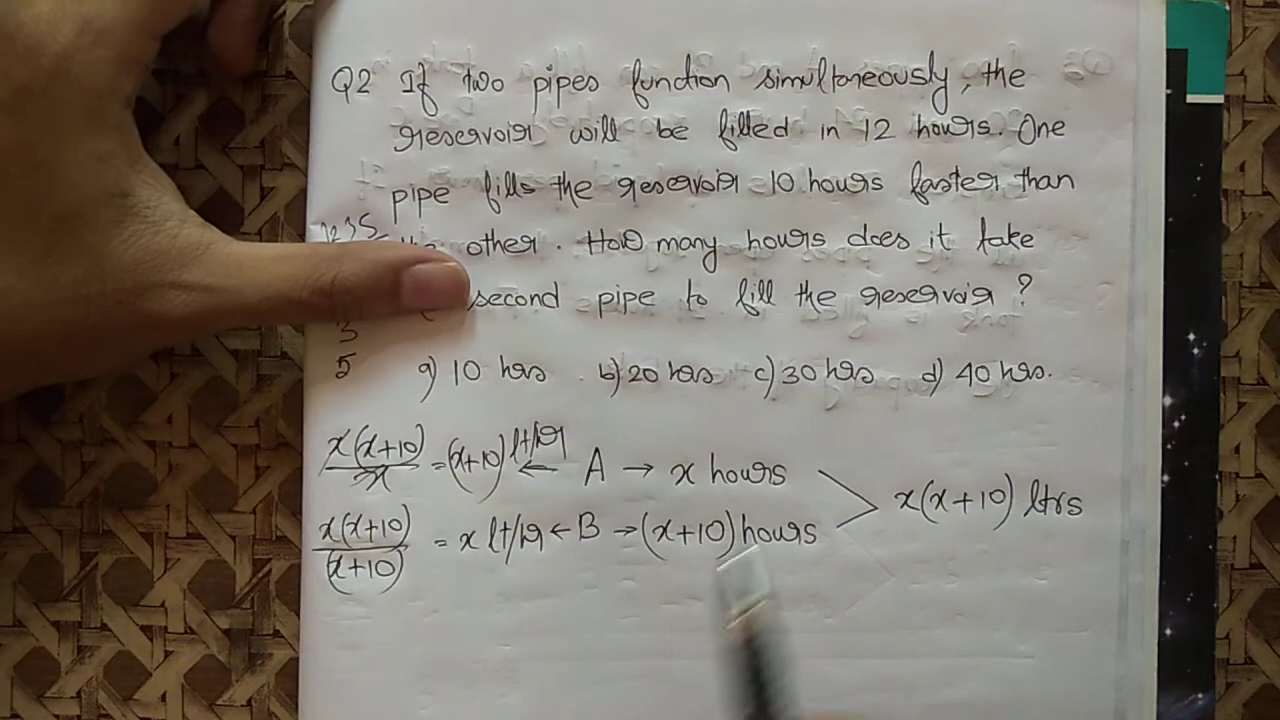 Q2 If two pipes function simultaneously, the
reservoir will be filled in 12 hours. One
pipe fills the reservoir 10 hours faster than
other. How many hours does it take
second pipe to fill the reservoir?
3
5 a) 10 hrs. b) 20 hrs c) 30 hrs d) 40 hrs.
x(x+10)/x = (x+10) lt/hr ← A → x hours
x(x+10) ltrs
x(x+10)/(x+10) = x lt/hr ← B → (x+10) hours